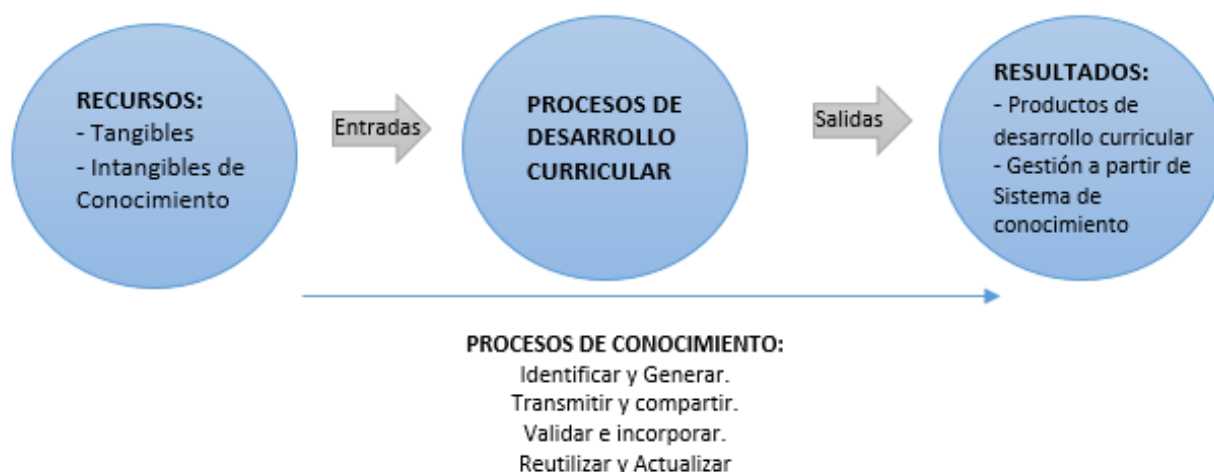 RECURSOS:
- Tangibles
- Intangibles de
Conocimiento
Entradas
PROCESOS DE
DESARROLLO
CURRICULAR
Salidas
RESULTADOS:
- Productos de
desarrollo curricular
- Gestión a partir de
Sistema de
conocimiento
PROCESOS DE CONOCIMIENTO:
Identificar y Generar.
Transmitir y compartir.
Validar e incorporar.
Reutilizar y Actualizar